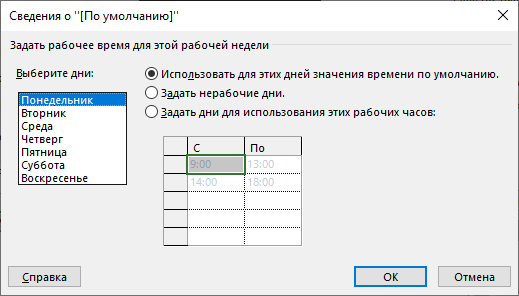 Сведения о "[По умолчанию]"
Задать рабочее время для этой рабочей недели
Выберите дни:
Понедельник
Вторник
Среда
Четверг
Пятница
Суббота
Воскресенье
Использовать для этих дней значения времени по умолчанию.
Задать нерабочие дни.
Задать дни для использования этих рабочих часов:
С По
9:00 13:00
14:00 18:00
Справка OK Отмена